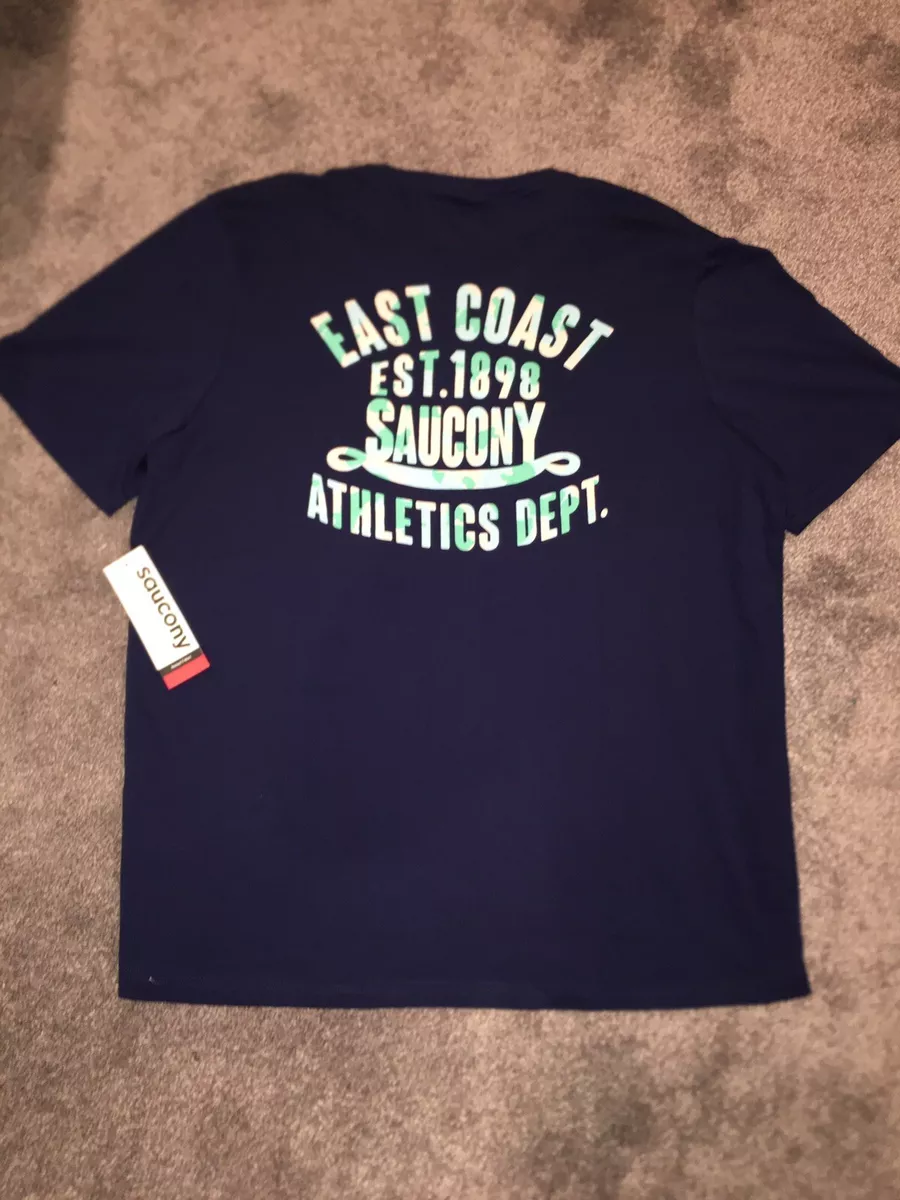 EAST COAST
EST.1898
SAUCONY
ATHLETICS DEPT.
saucony